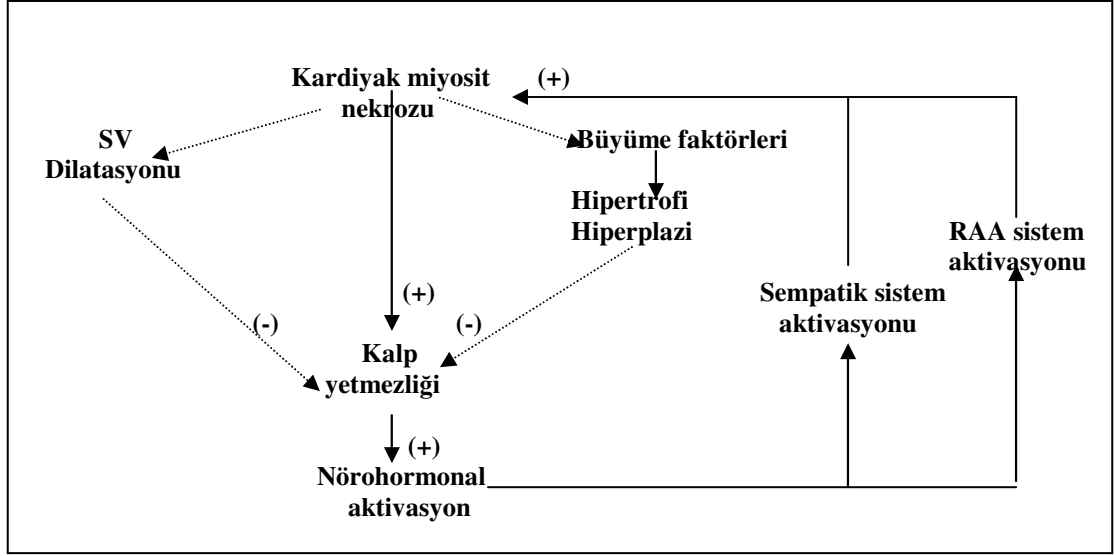 Kardiyak miyosit
nekrozu
(+)
SV
Dilatasyonu
Büyüme faktörleri
Hipertrofi
Hiperplazi
RAA sistem
aktivasyonu
Sempatik sistem
aktivasyonu
(+)
(-)
(-)
Kalp
yetmezliği
(+)
Nörohormonal
aktivasyon